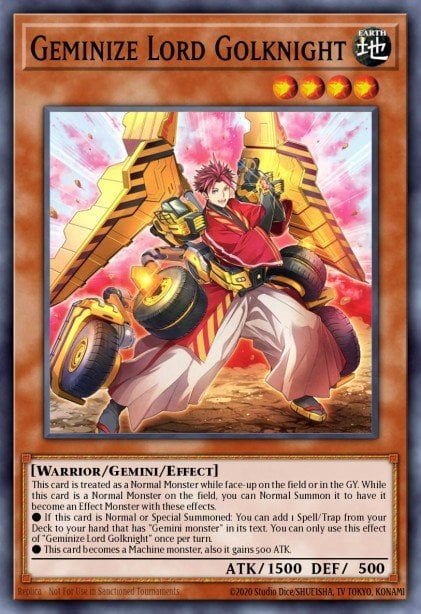 GEMINIZE LORD GOLKNIGHT
EARTH
地
[WARRIOR/GEMINI/EFFECT]
This card is treated as a Normal Monster while face-up on the field or in the GY. While
this card is a Normal Monster on the field, you can Normal Summon it to have it
become an Effect Monster with these effects.
● If this card is Normal or Special Summoned: You can add 1 Spell/Trap from your
Deck to your hand that has "Gemini monster" in its text. You can only use this effect
of "Geminize Lord Golknight" once per turn.
● This card becomes a Machine monster, also it gains 500 ATK.
ATK/1500 DEF/ 500
Replica - Not For Use in Sanctioned Tournaments
©2020 Studio Dice/SHUEISHA, TV TOKYO, KONAMI